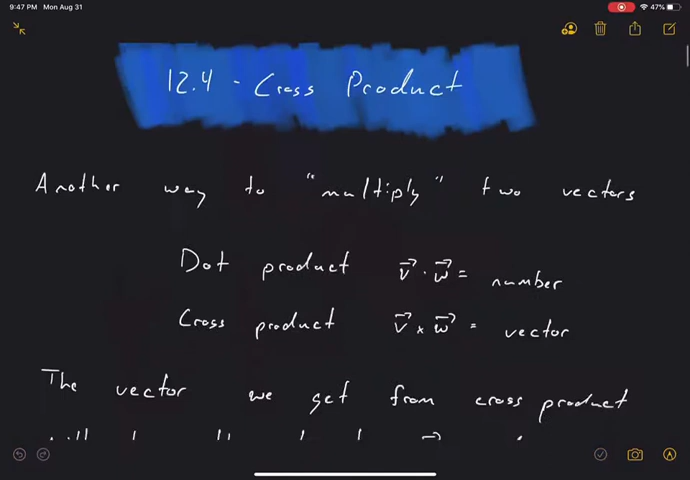 9:47 PM Mon Aug 31
47%
12.4 - Cross Product
Another way to "multiply" two vectors
Dot product v⃗ · w⃗ = number
Cross product v⃗ × w⃗ = vector
The vector we get from cross product